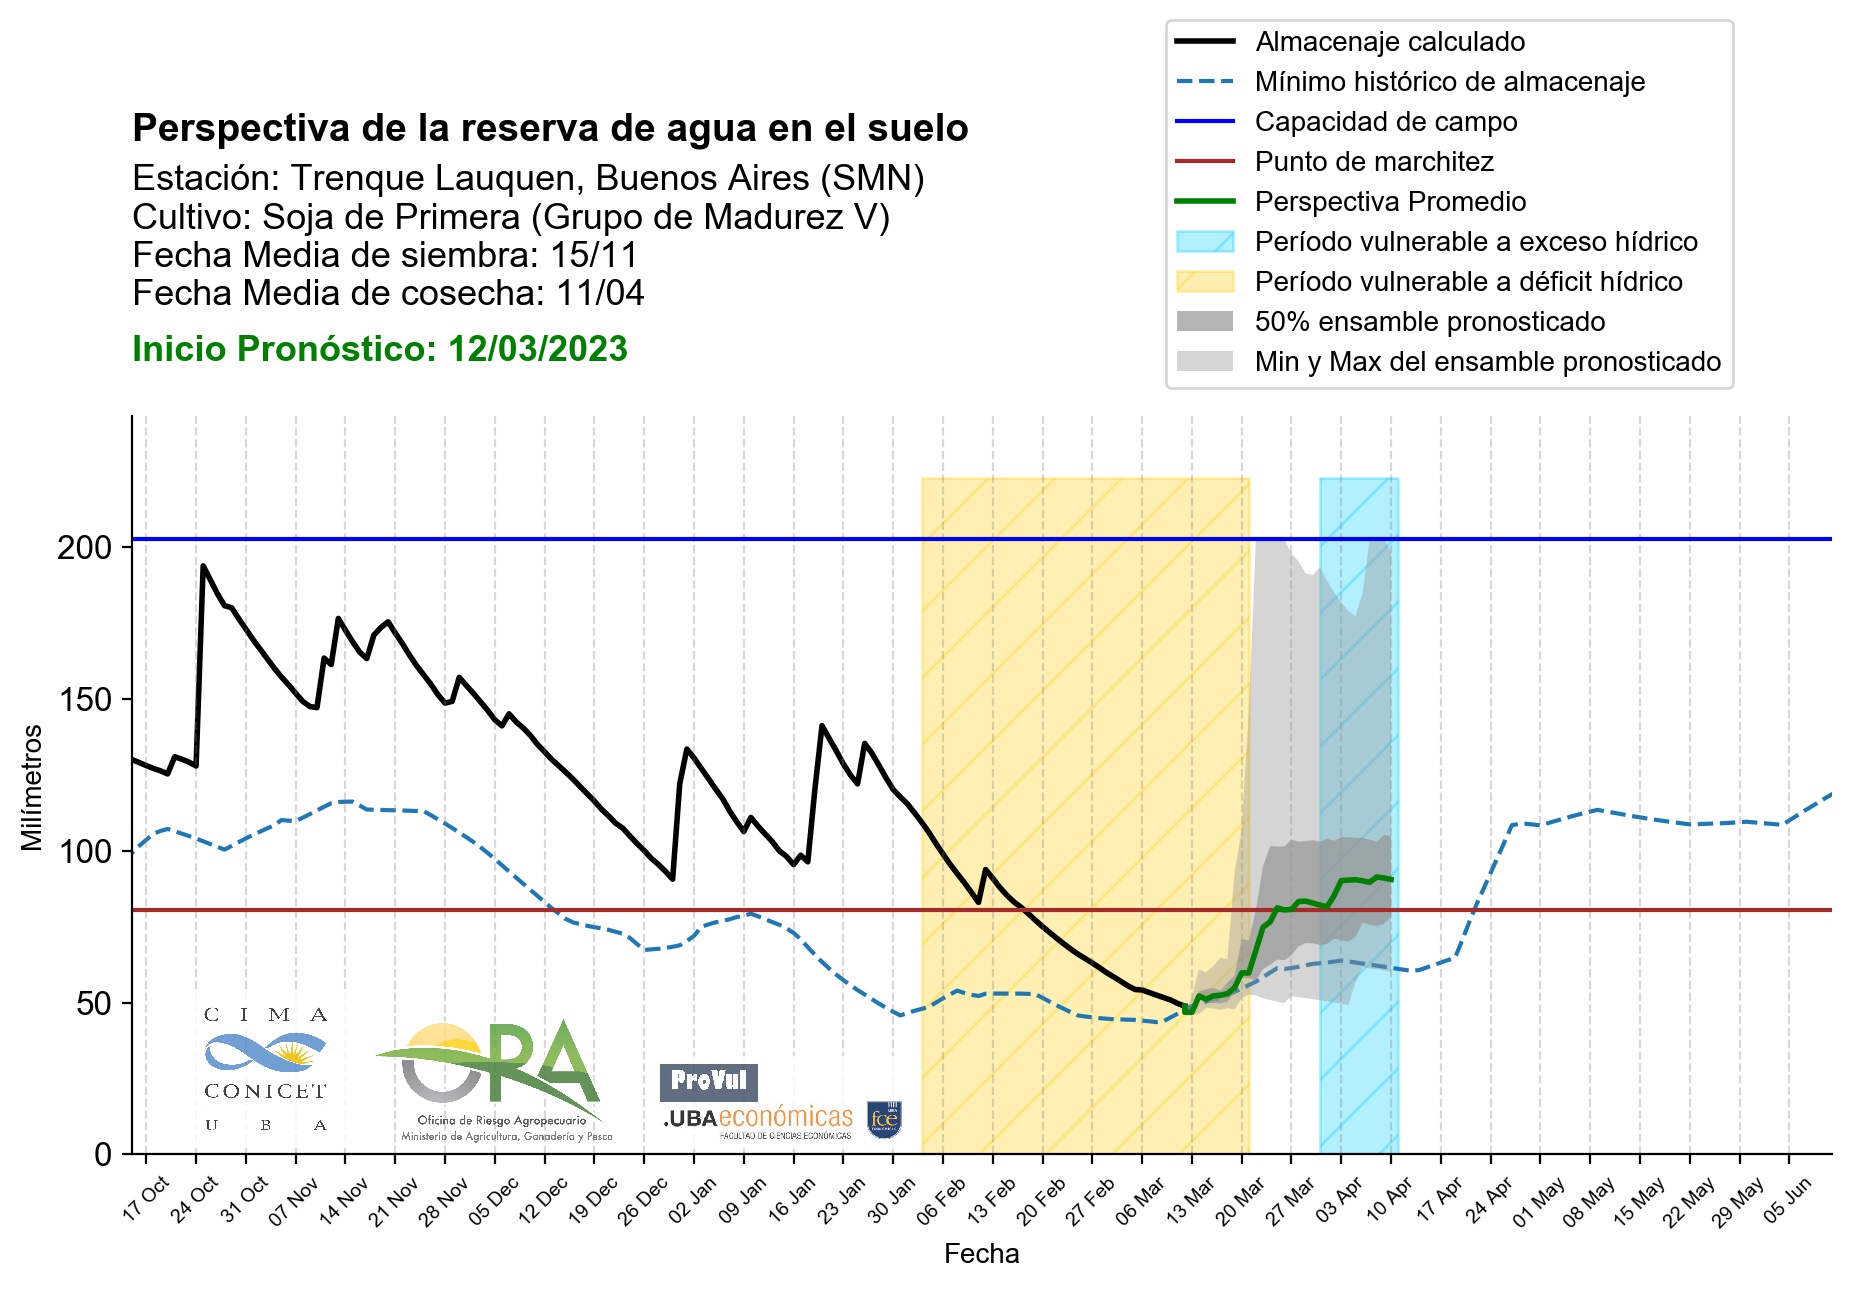 Almacenaje calculado
Mínimo histórico de almacenaje
Capacidad de campo
Punto de marchitez
Perspectiva Promedio
Período vulnerable a exceso hídrico
Período vulnerable a déficit hídrico
50% ensamble pronosticado
Min y Max del ensamble pronosticado
Perspectiva de la reserva de agua en el suelo
Estación: Trenque Lauquen, Buenos Aires (SMN)
Cultivo: Soja de Primera (Grupo de Madurez V)
Fecha Media de siembra: 15/11
Fecha Media de cosecha: 11/04
Inicio Pronóstico: 12/03/2023
Milímetros
200
150
100
50
0
CIMA
CONICET
UBA
ORA
Oficina de Riesgo Agropecuario
Ministerio de Agricultura, Ganadería y Pesca
ProVul
.UBAeconómicas
FACULTAD DE CIENCIAS ECONÓMICAS
fce
17 Oct
24 Oct
31 Oct
07 Nov
14 Nov
21 Nov
28 Nov
05 Dec
12 Dec
19 Dec
26 Dec
02 Jan
09 Jan
16 Jan
23 Jan
30 Jan
06 Feb
13 Feb
20 Feb
27 Feb
06 Mar
13 Mar
20 Mar
27 Mar
03 Apr
10 Apr
17 Apr
24 Apr
01 May
08 May
15 May
22 May
29 May
05 Jun
Fecha